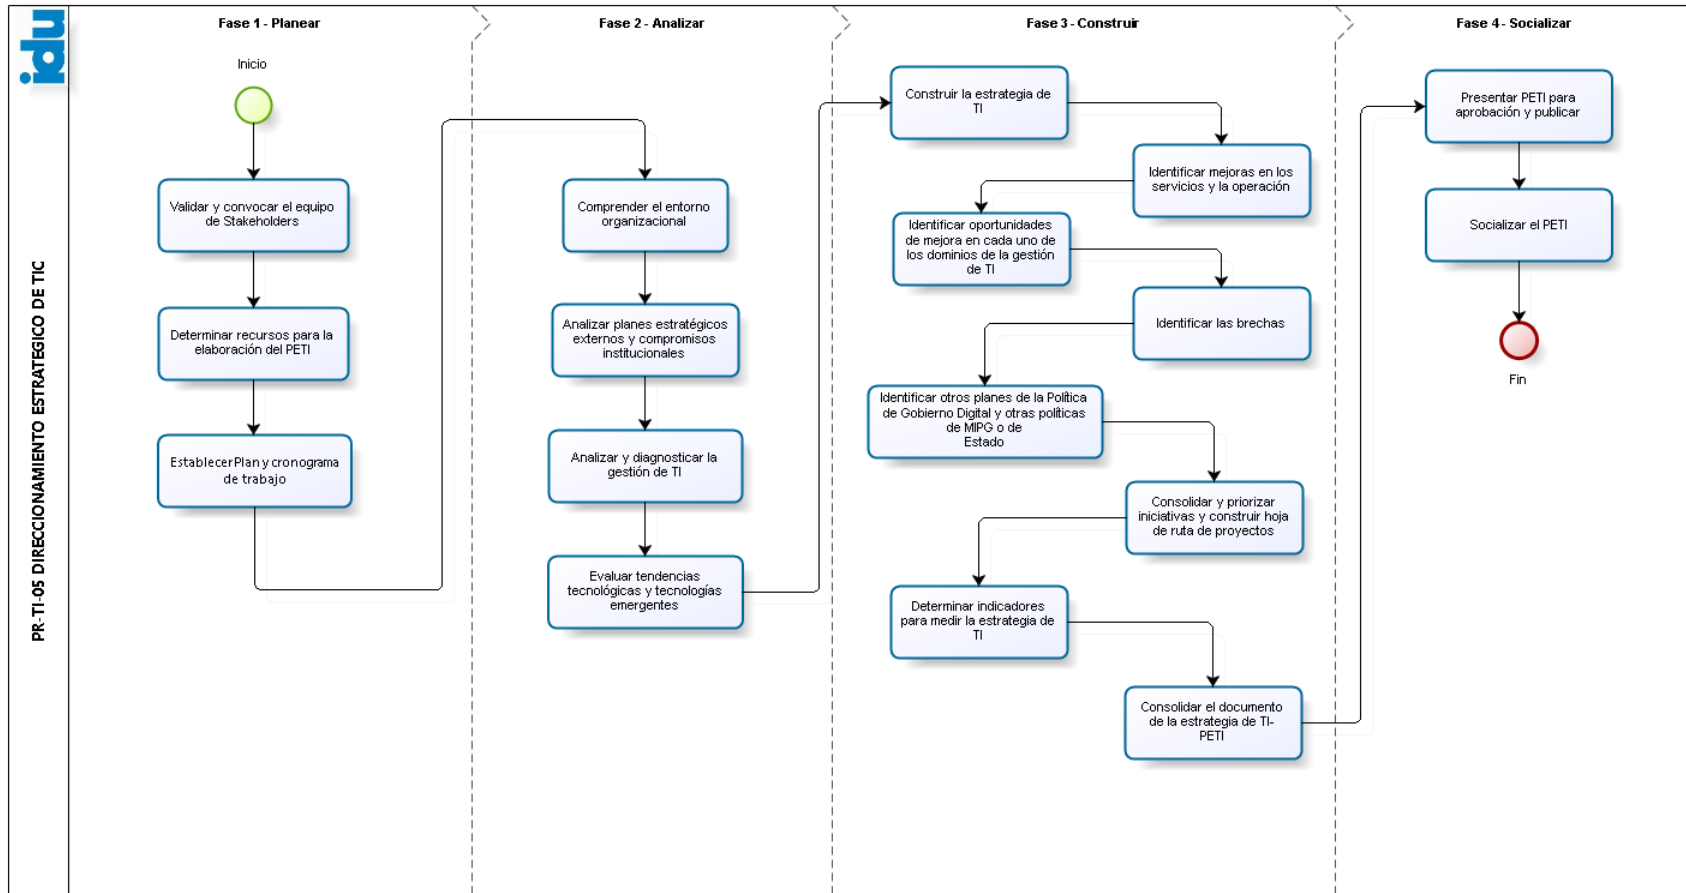 idu
PR-TI-05 DIRECCIONAMIENTO ESTRATEGICO DE TIC
Fase 1 - Planear
Inicio
Validar y convocar el equipo
de Stakeholders
Determinar recursos para la
elaboración del PETI
Establecer Plan y cronograma
de trabajo
Fase 2 - Analizar
Comprender el entorno
organizacional
Analizar planes estratégicos
externos y compromisos
institucionales
Analizar y diagnosticar la
gestión de TI
Evaluar tendencias
tecnológicas y tecnologías
emergentes
Fase 3 - Construir
Construir la estrategia de
TI
Identificar mejoras en los
servicios y la operación
Identificar oportunidades
de mejora en cada uno de
los dominios de la gestión
de TI
Identificar las brechas
Identificar otros planes de la Política
de Gobierno Digital y otras políticas
de MIPG o de
Estado
Consolidar y priorizar
iniciativas y construir hoja
de ruta de proyectos
Determinar indicadores
para medir la estrategia de
TI
Consolidar el documento
de la estrategia de TI-
PETI
Fase 4 - Socializar
Presentar PETI para
aprobación y publicar
Socializar el PETI
Fin